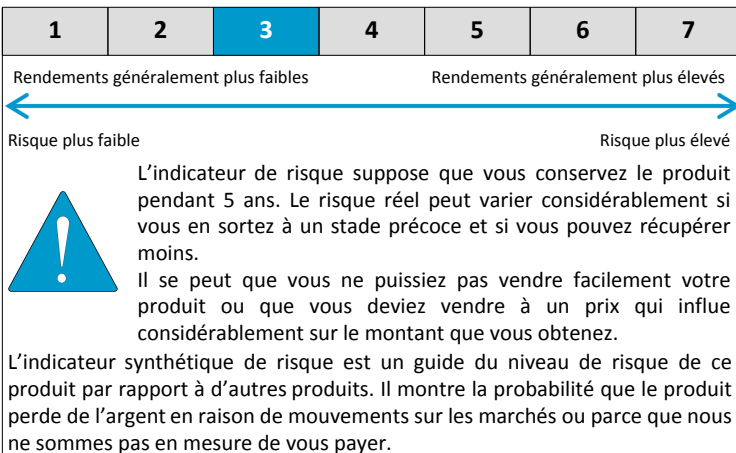 1 2 3 4 5 6 7
Rendements généralement plus faibles Rendements généralement plus élevés
Risque plus faible Risque plus élevé
L’indicateur de risque suppose que vous conservez le produit
pendant 5 ans. Le risque réel peut varier considérablement si
vous en sortez à un stade précoce et si vous pouvez récupérer
moins.
Il se peut que vous ne puissiez pas vendre facilement votre
produit ou que vous deviez vendre à un prix qui influe
considérablement sur le montant que vous obtenez.
L’indicateur synthétique de risque est un guide du niveau de risque de ce
produit par rapport à d’autres produits. Il montre la probabilité que le produit
perde de l’argent en raison de mouvements sur les marchés ou parce que nous
ne sommes pas en mesure de vous payer.